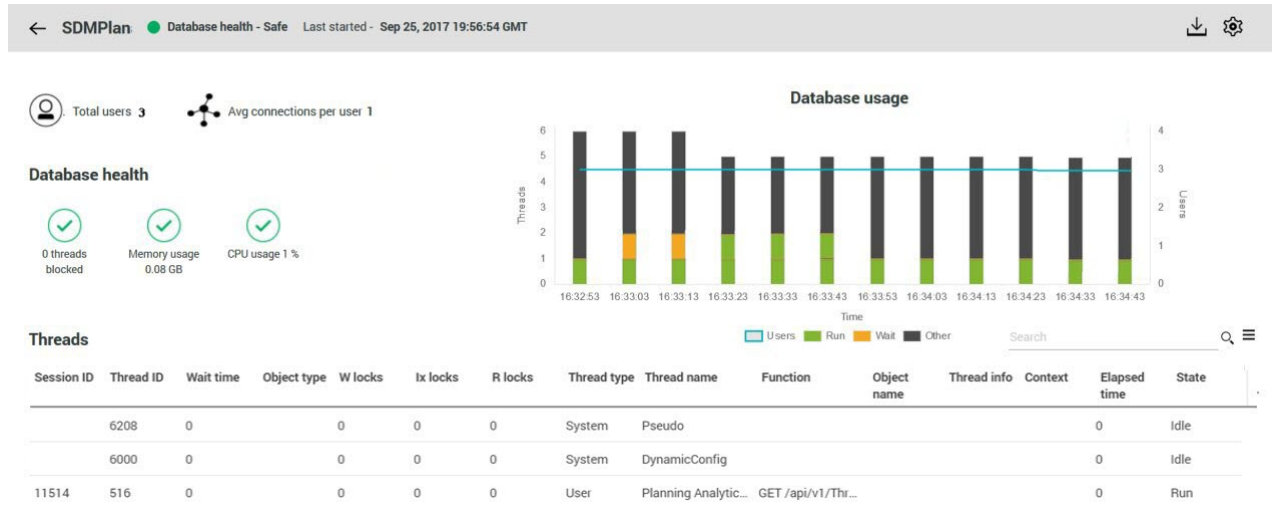 SDMPlan Database health - Safe Last started - Sep 25, 2017 19:56:54 GMT
Total users 3 Avg connections per user 1
Database health
0 threads blocked
Memory usage 0.08 GB
CPU usage 1 %
Database usage
6
5
4
3
2
1
0
Threads
4
3
2
1
0
Users
16:32:53 16:33:03 16:33:13 16:33:23 16:33:33 16:33:43 16:33:53 16:34:03 16:34:13 16:34:23 16:34:33 16:34:43
Time
Users Run Wait Other
Threads
Search
Session ID Thread ID Wait time Object type W locks Ix locks R locks Thread type Thread name Function Object name Thread info Context Elapsed time State
6208 0 0 0 0 System Pseudo 0 Idle
6000 0 0 0 0 System DynamicConfig 0 Idle
11514 516 0 0 0 0 User Planning Analytic... GET /api/v1/Thr... 0 Run